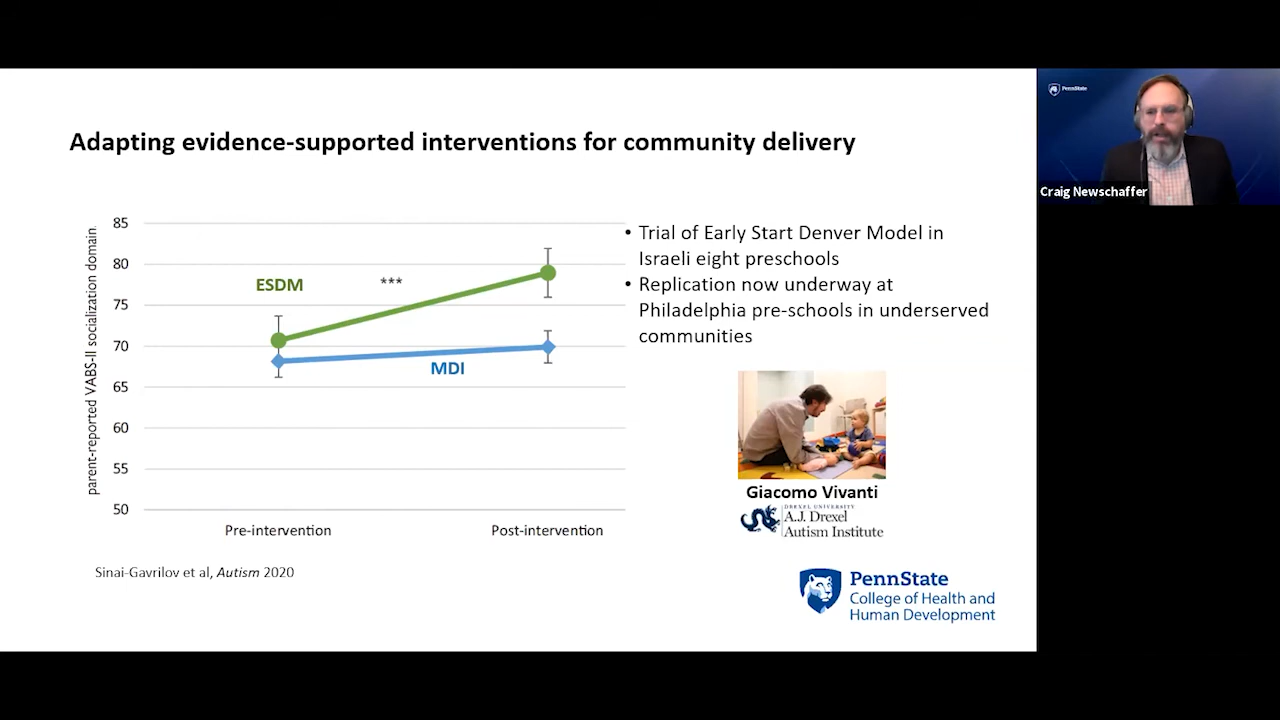 PennState
Craig Newschaffer
Adapting evidence-supported interventions for community delivery
parent-reported VABS-II socialization domain
85
80
75
70
65
60
55
50
ESDM
***
MDI
Pre-intervention
Post-intervention
Sinai-Gavrilov et al, Autism 2020
• Trial of Early Start Denver Model in
Israeli eight preschools
• Replication now underway at
Philadelphia pre-schools in underserved
communities
Giacomo Vivanti
DREXEL UNIVERSITY
A.J. Drexel
Autism Institute
PennState
College of Health and
Human Development